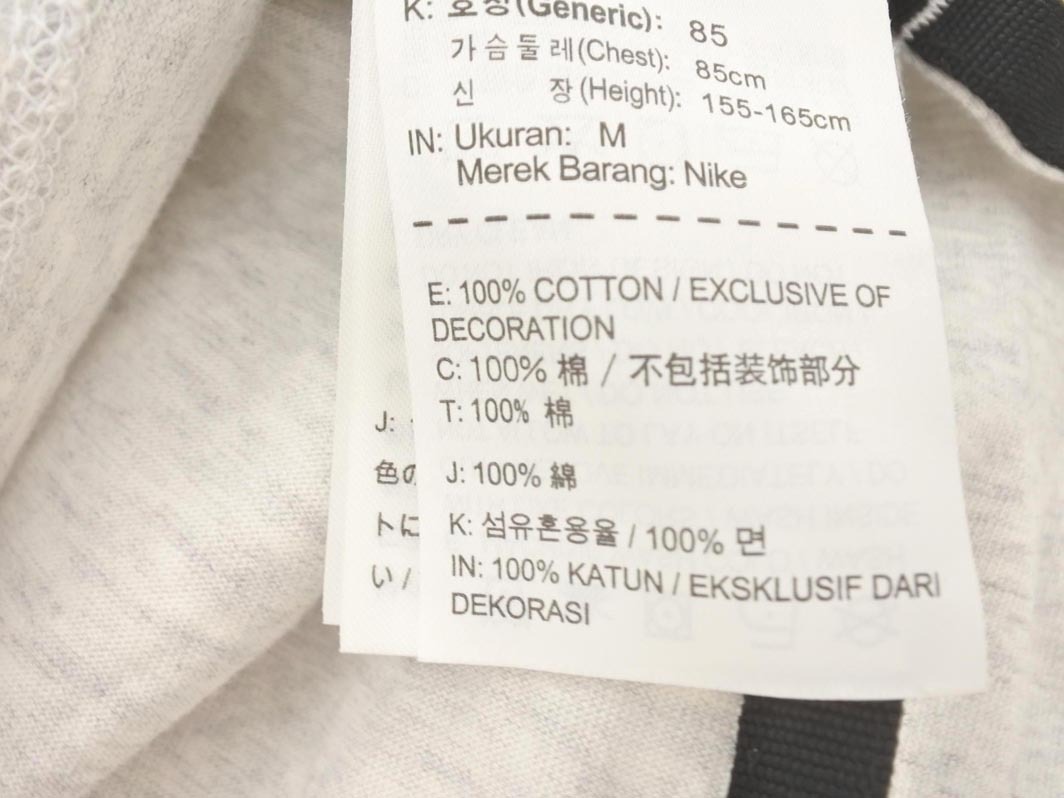 K: 호칭(Generic): 85
가슴둘레(Chest): 85cm
신 장(Height): 155-165cm
IN: Ukuran: M
Merek Barang: Nike
E: 100% COTTON / EXCLUSIVE OF
DECORATION
C: 100% 棉 / 不包括装饰部分
T: 100% 棉
J: 100% 綿
K: 섬유혼용율 / 100% 면
IN: 100% KATUN / EKSKLUSIF DARI
DEKORASI
J:
色の
トに
い /